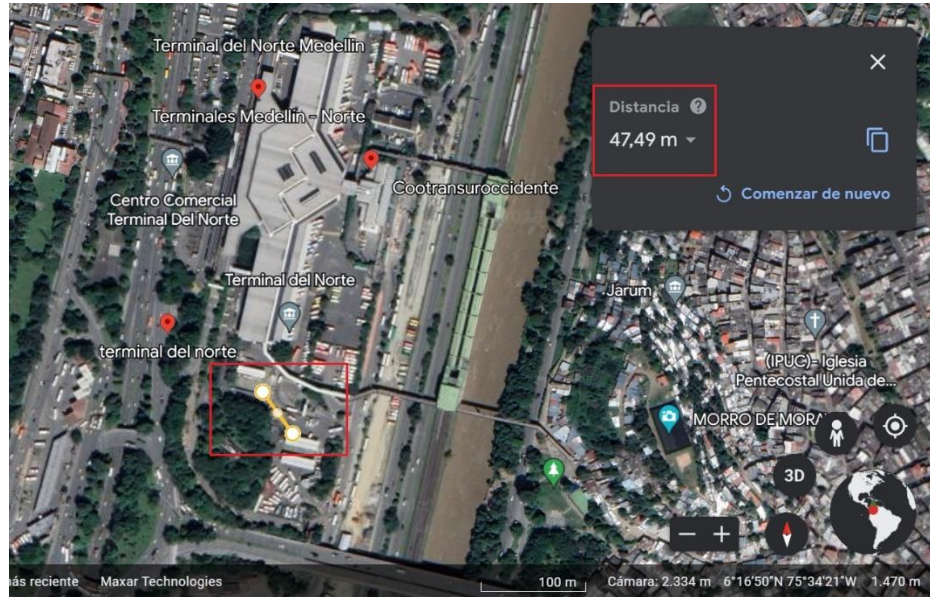 Terminal del Norte Medellin
Terminales Medellín - Norte
Cootransuroccidente
Centro Comercial
Terminal Del Norte
Terminal del Norte
terminal del norte
Distancia ?
47,49 m
Comenzar de nuevo
Jarum
(IPUC)- Iglesia
Pentecostal Unida de...
MORRO DE MORA
3D
más reciente
Maxar Technologies
100 m
Cámara: 2.334 m
6°16'50"N 75°34'21"W
1.470 m